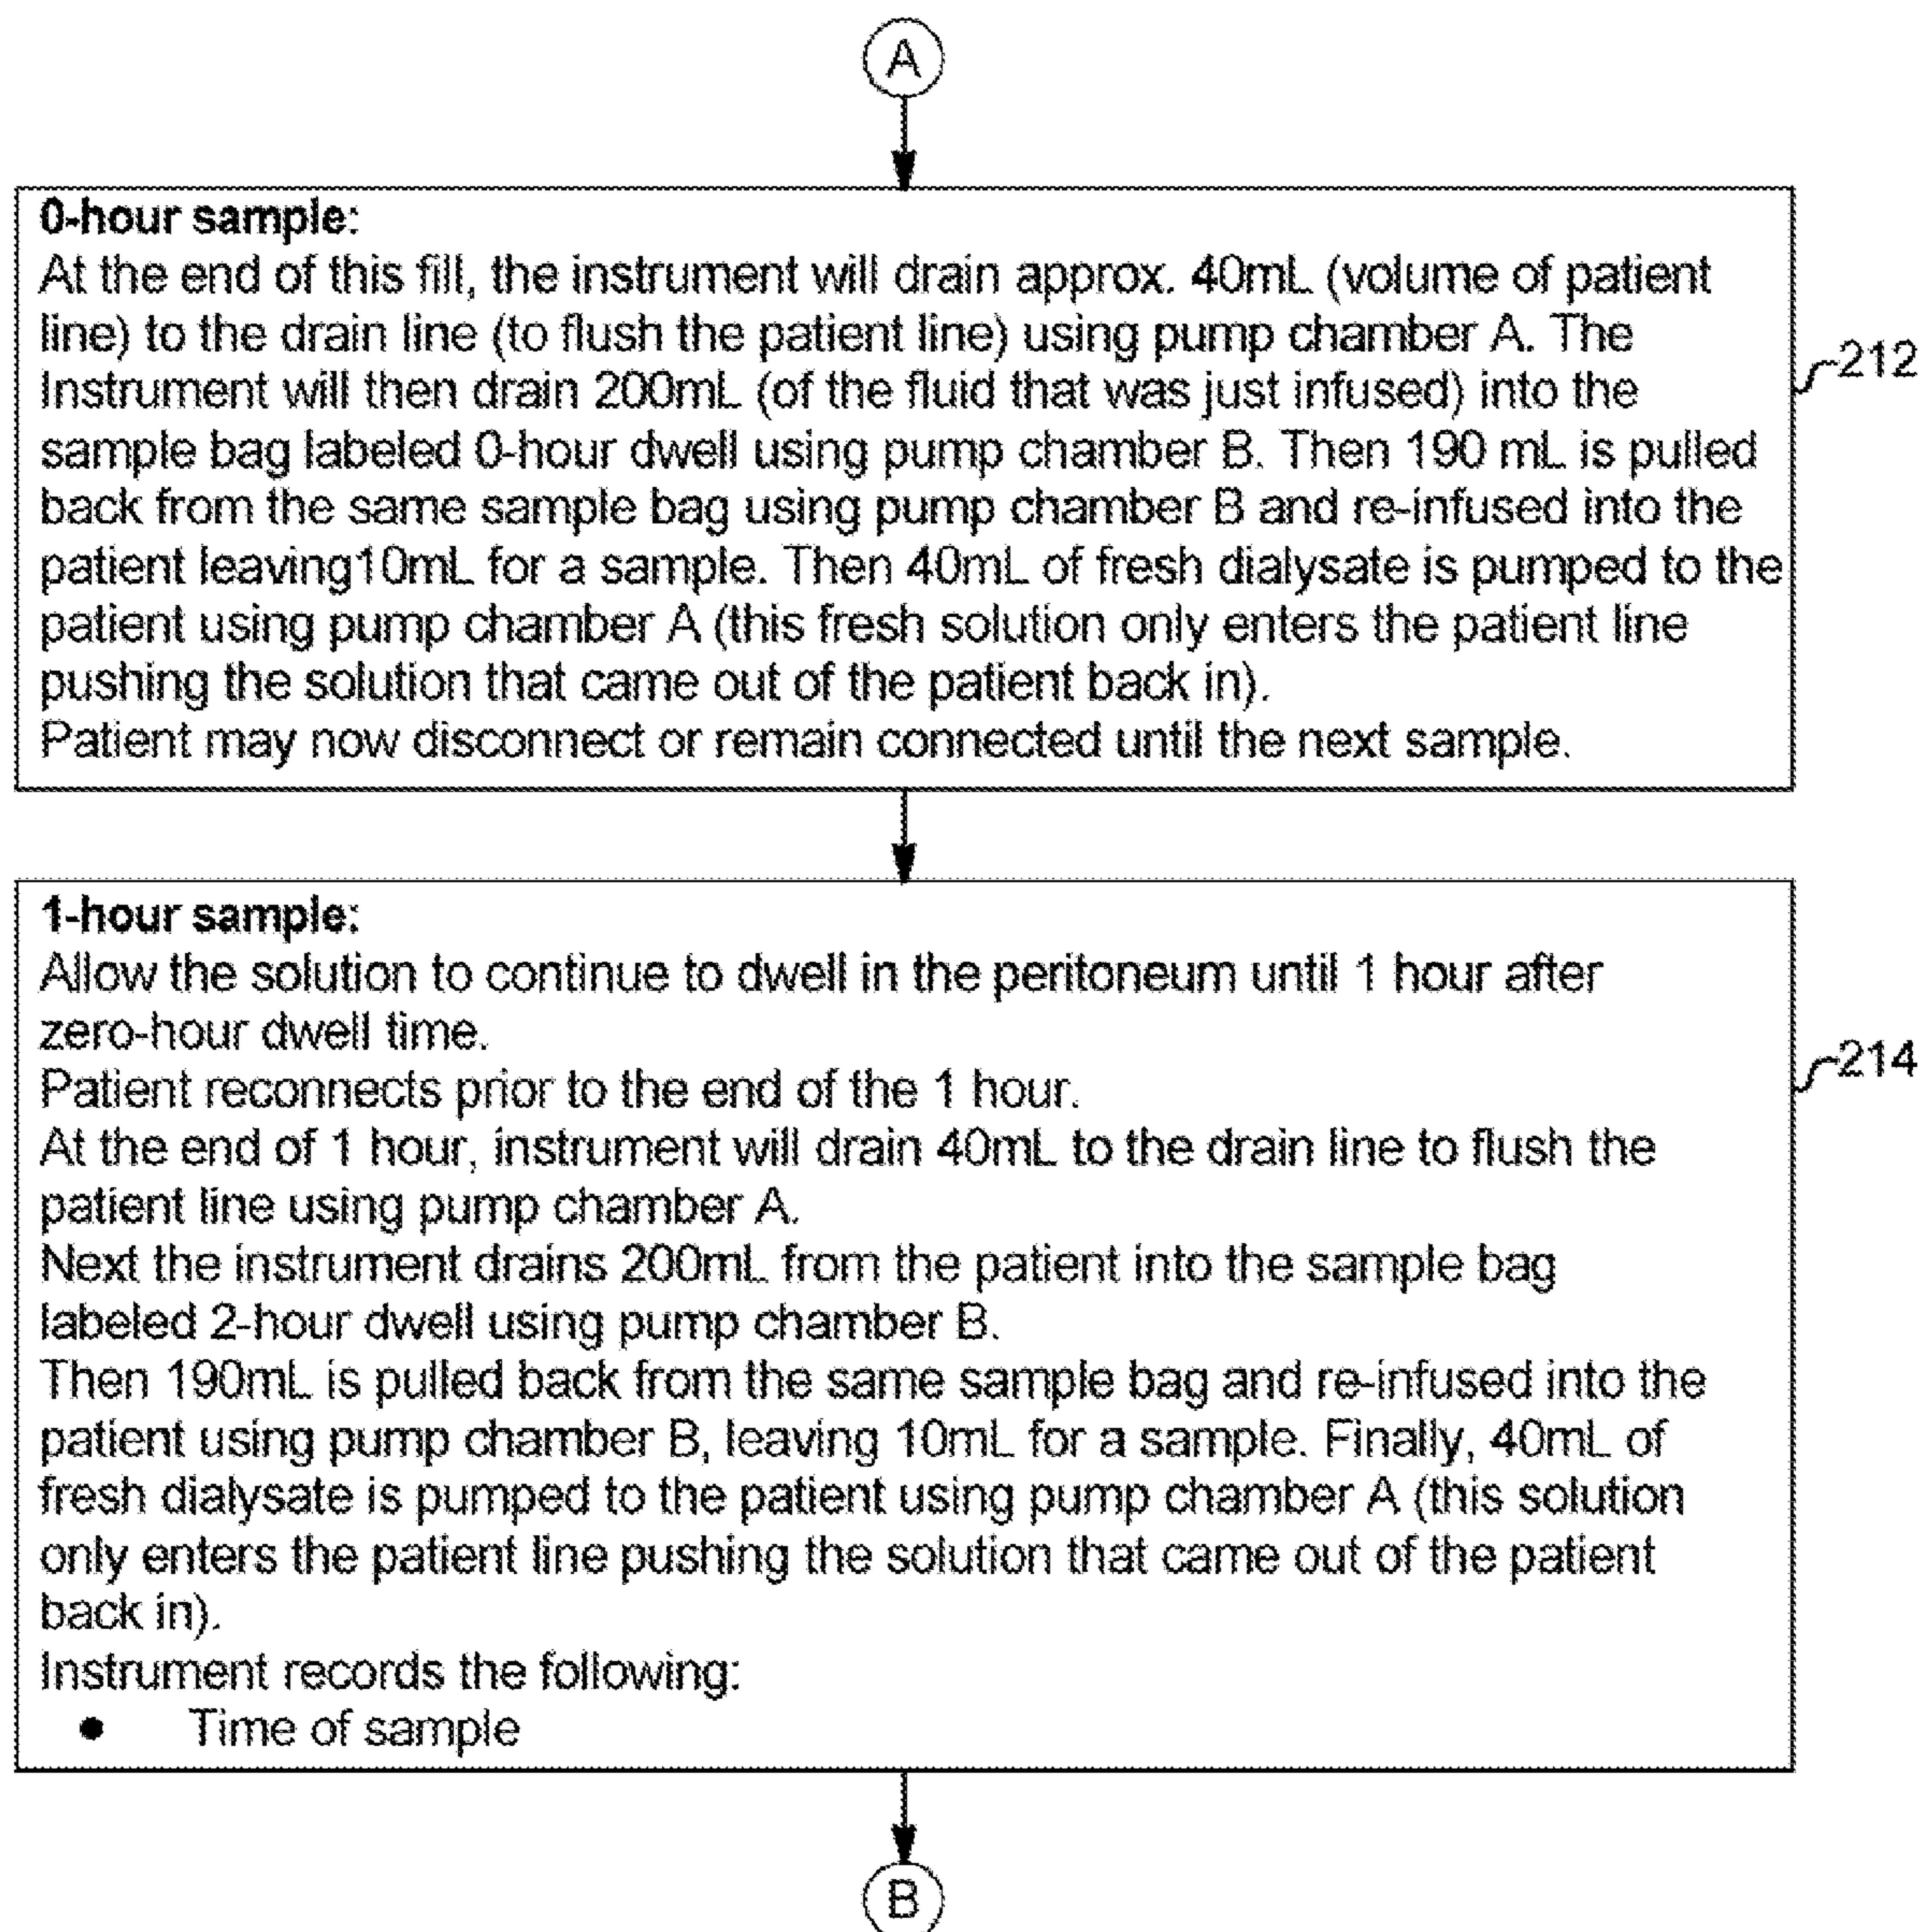 A
0-hour sample:
At the end of this fill, the instrument will drain approx. 40mL (volume of patient
line) to the drain line (to flush the patient line) using pump chamber A. The
Instrument will then drain 200mL (of the fluid that was just infused) into the
sample bag labeled 0-hour dwell using pump chamber B. Then 190 mL is pulled
back from the same sample bag using pump chamber B and re-infused into the
patient leaving10mL for a sample. Then 40mL of fresh dialysate is pumped to the
patient using pump chamber A (this fresh solution only enters the patient line
pushing the solution that came out of the patient back in).
Patient may now disconnect or remain connected until the next sample.
212
1-hour sample:
Allow the solution to continue to dwell in the peritoneum until 1 hour after
zero-hour dwell time.
Patient reconnects prior to the end of the 1 hour.
At the end of 1 hour, instrument will drain 40mL to the drain line to flush the
patient line using pump chamber A.
Next the instrument drains 200mL from the patient into the sample bag
labeled 2-hour dwell using pump chamber B.
Then 190mL is pulled back from the same sample bag and re-infused into the
patient using pump chamber B, leaving 10mL for a sample. Finally, 40mL of
fresh dialysate is pumped to the patient using pump chamber A (this solution
only enters the patient line pushing the solution that came out of the patient
back in).
Instrument records the following:
● Time of sample
214
B